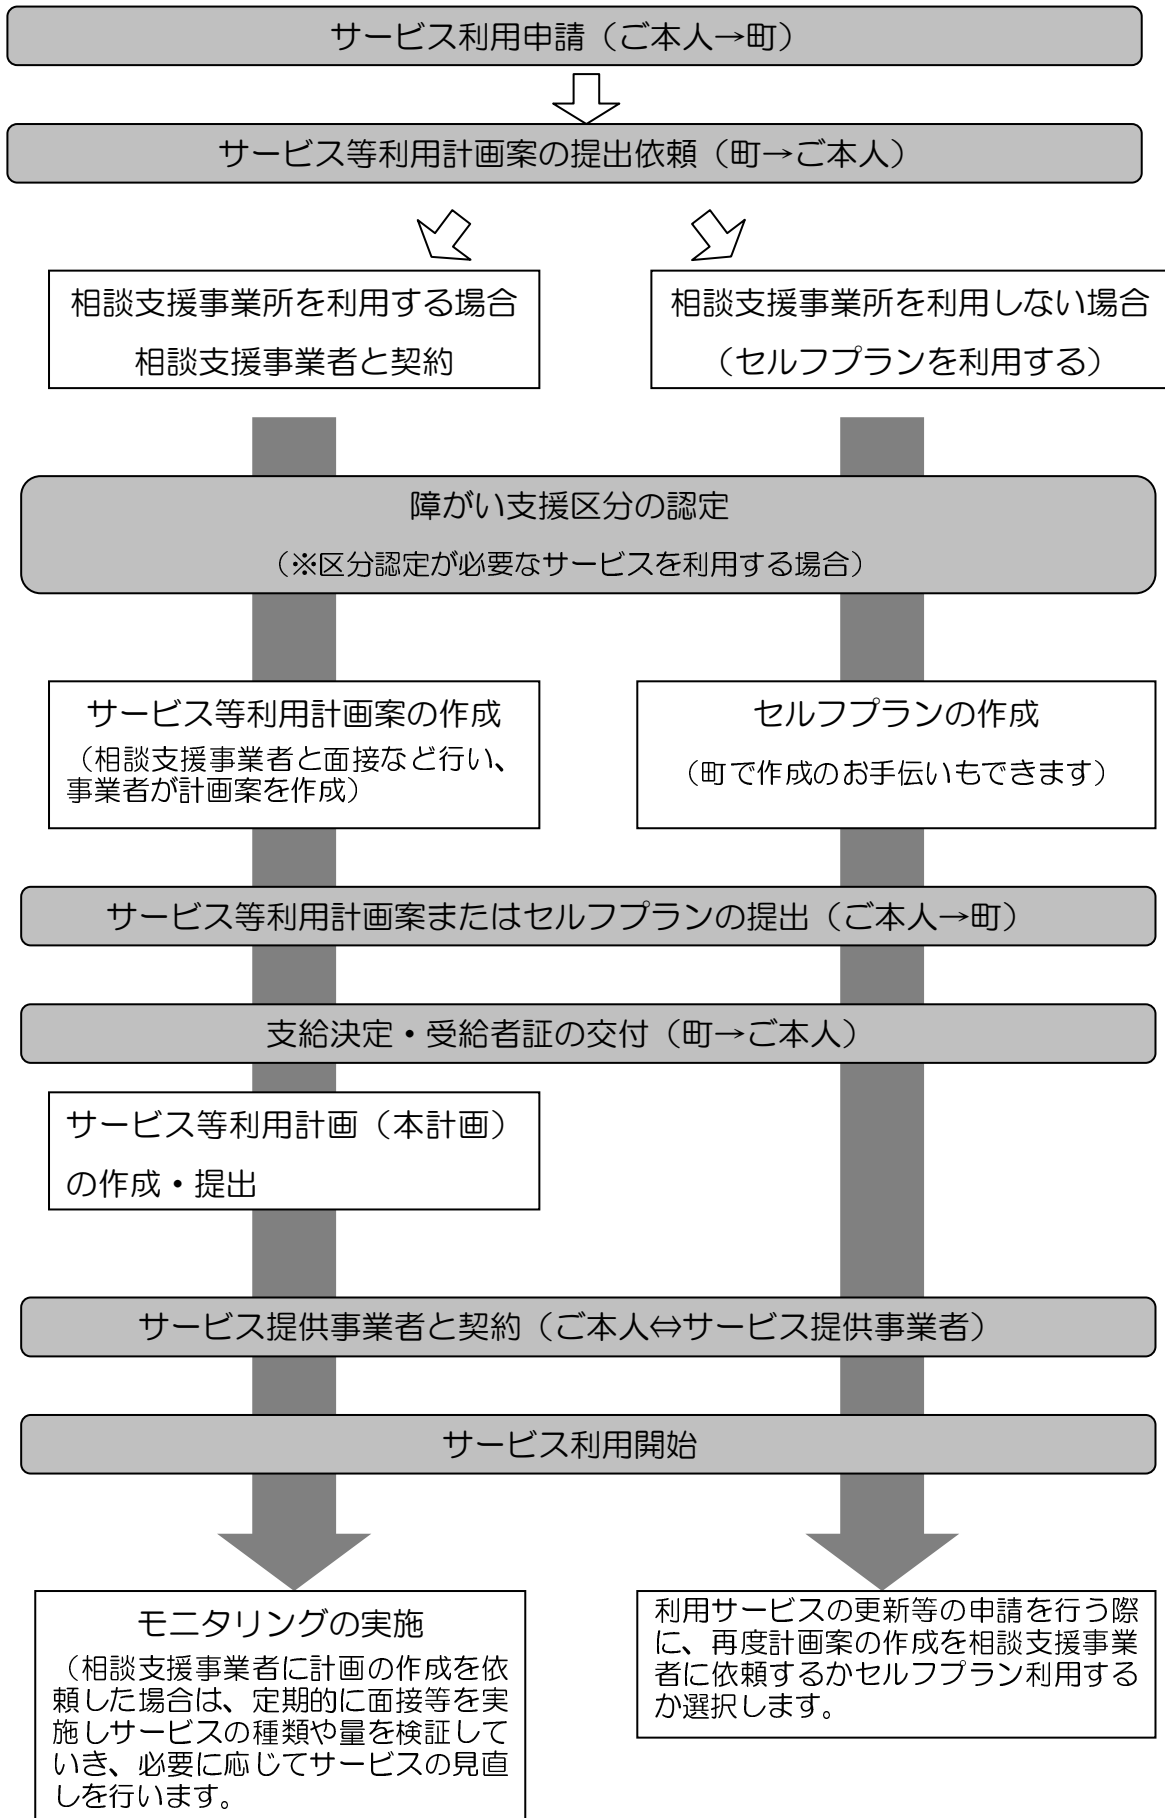 サービス利用申請（ご本人→町）
サービス等利用計画案の提出依頼（町→ご本人）
相談支援事業所を利用する場合
相談支援事業者と契約
相談支援事業所を利用しない場合
（セルフプランを利用する）
障がい支援区分の認定
（※区分認定が必要なサービスを利用する場合）
サービス等利用計画案の作成
（相談支援事業者と面接など行い、
事業者が計画案を作成）
セルフプランの作成
（町で作成のお手伝いもできます）
サービス等利用計画案またはセルフプランの提出（ご本人→町）
支給決定・受給者証の交付（町→ご本人）
サービス等利用計画（本計画）
の作成・提出
サービス提供事業者と契約（ご本人⇔サービス提供事業者）
サービス利用開始
モニタリングの実施
（相談支援事業者に計画の作成を依
頼した場合は、定期的に面接等を実
施しサービスの種類や量を検証して
いき、必要に応じてサービスの見直
しを行います。
利用サービスの更新等の申請を行う際
に、再度計画案の作成を相談支援事業
者に依頼するかセルフプラン利用する
か選択します。